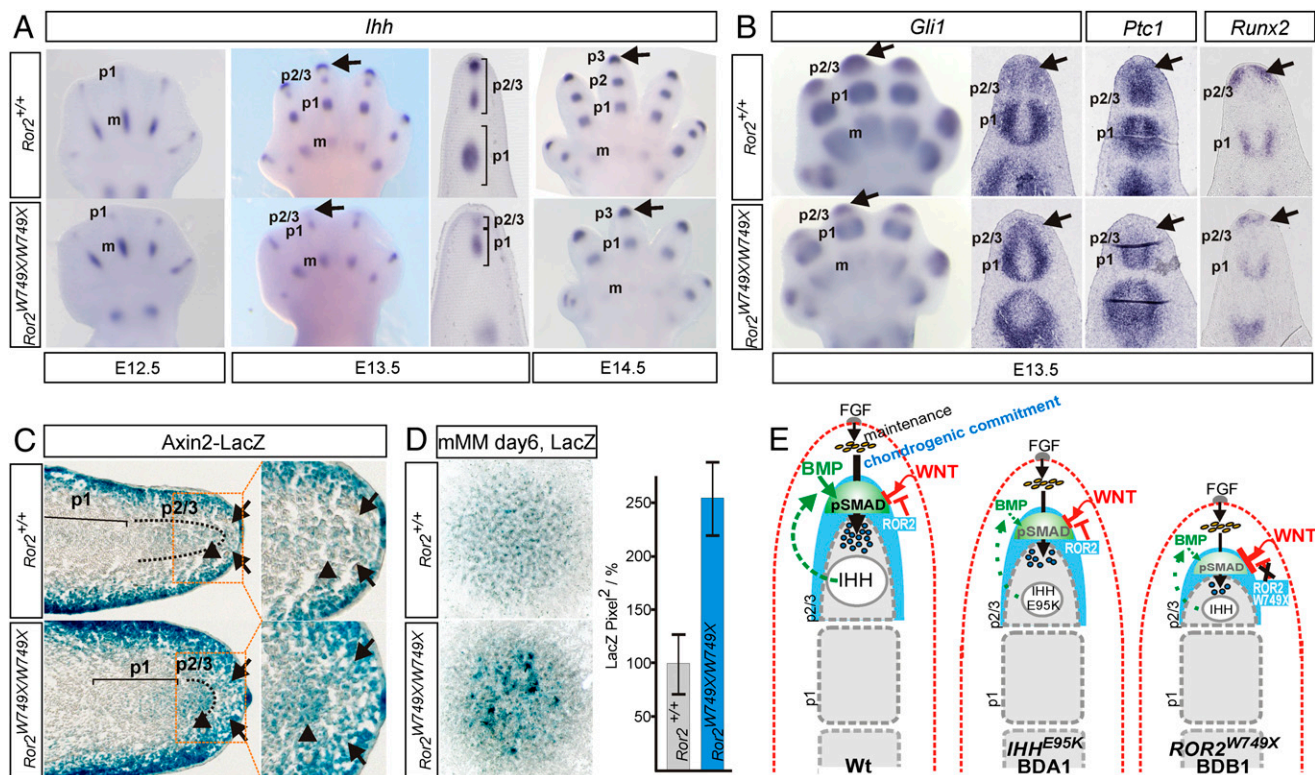 A
Ihh
Ror2+/+
p1
m
p2/3
p1
m
p2/3
p1
p3
p2
p1
m
Ror2W749X/W749X
p1
m
p2/3
p1
m
p2/3
p1
p3
p1
m
E12.5
E13.5
E14.5
B
Gli1
Ptc1
Runx2
Ror2+/+
p2/3
p1
m
p2/3
p1
p2/3
p1
p2/3
p1
Ror2W749X/W749X
p2/3
p1
m
p2/3
p1
p2/3
p1
p2/3
p1
E13.5
C
Axin2-LacZ
Ror2+/+
p1
p2/3
Ror2W749X/W749X
p1
p2/3
D
mMM day6, LacZ
Ror2+/+
Ror2W749X/W749X
LacZ Pixel2 / %
250
200
150
100
50
Ror2+/+
Ror2W749X/W749X
E
FGF
maintenance
chondrogenic commitment
BMP
WNT
pSMAD
ROR2
IHH
p2/3
p1
Wt
FGF
BMP
WNT
pSMAD
ROR2
IHH
E95K
p2/3
p1
IHHE95K
BDA1
FGF
BMP
WNT
pSMAD
ROR2
W749X
IHH
p2/3
p1
ROR2W749X
BDB1